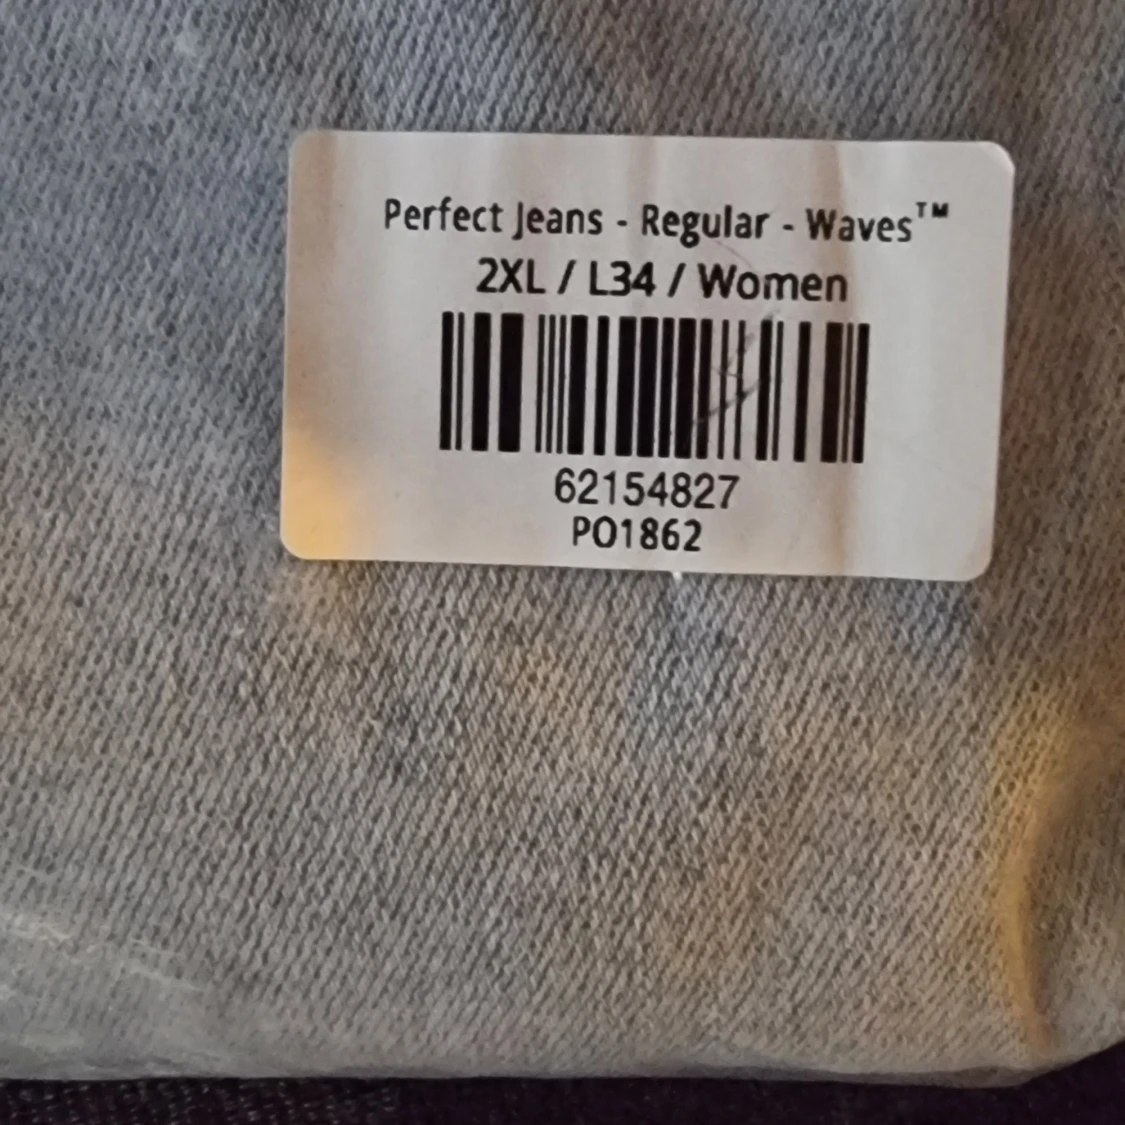 Perfect Jeans - Regular - Waves™
2XL / L34 / Women
62154827
PO1862